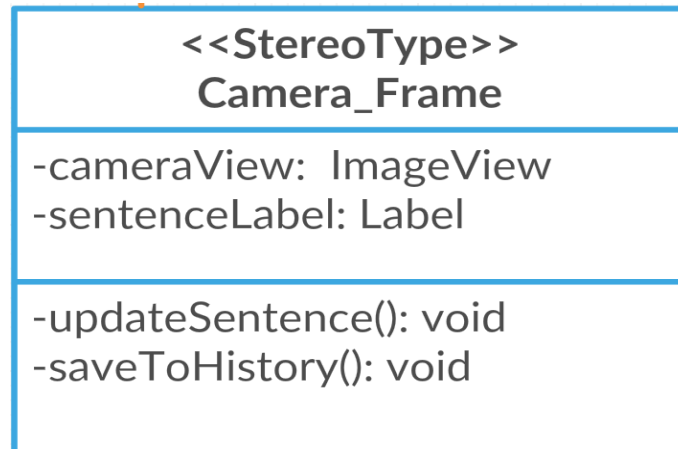 <<StereoType>>
Camera_Frame
-cameraView:  ImageView
-sentenceLabel: Label
-updateSentence(): void
-saveToHistory(): void